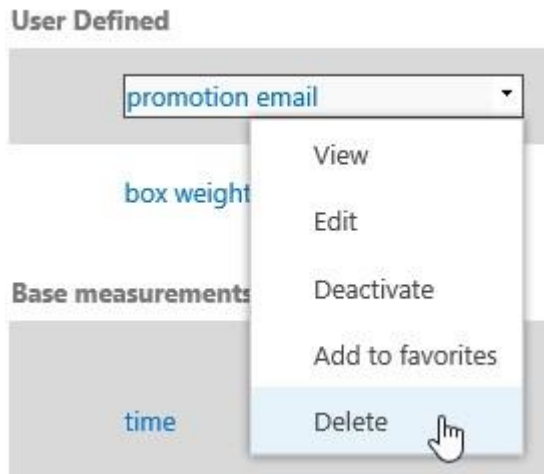 User Defined
promotion email
View
box weight
Edit
Base measurements
Deactivate
Add to favorites
time
Delete